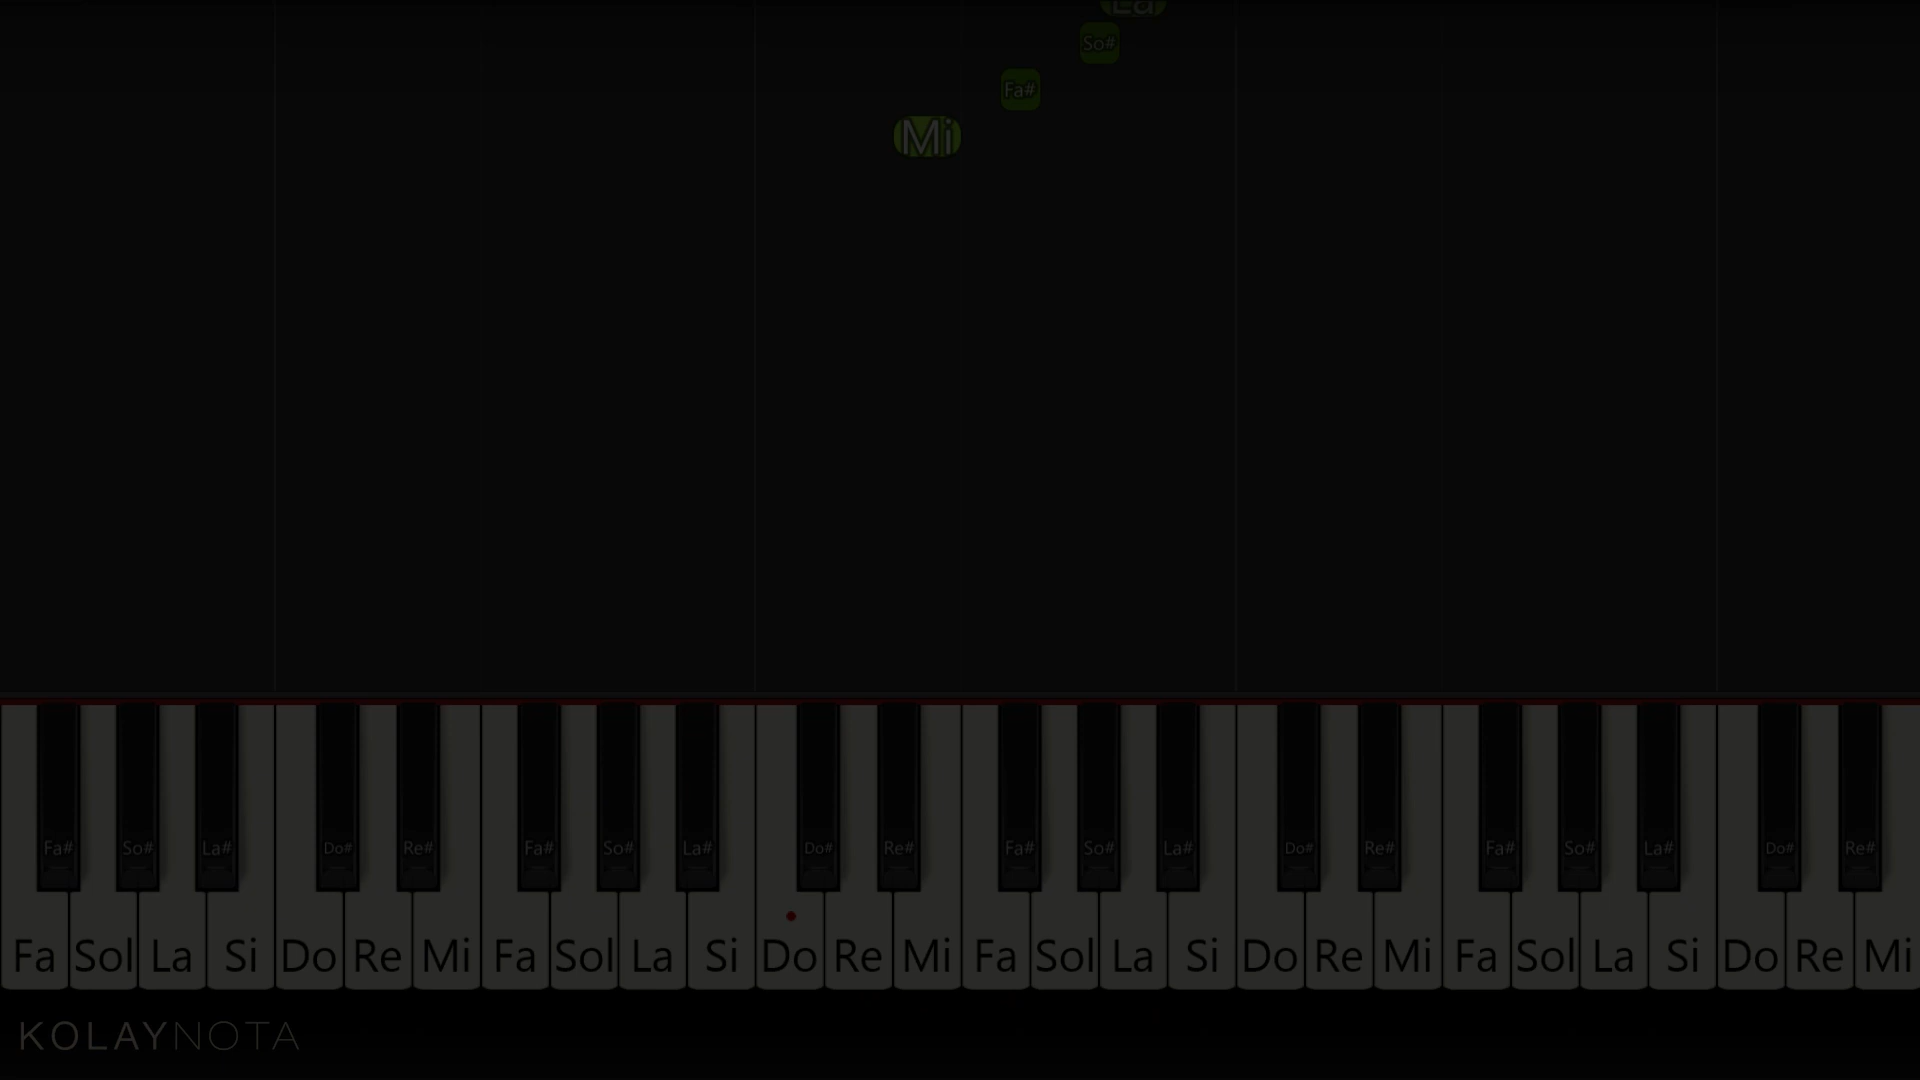 La
So#
Fa#
Mi
Fa# So# La# Do# Re# Fa# So# La# Do# Re# Fa# So# La# Do# Re# Fa# So# La# Do# Re#
Fa Sol La Si Do Re Mi Fa Sol La Si Do Re Mi Fa Sol La Si Do Re Mi Fa Sol La Si Do Re Mi
KOLAYNOTA